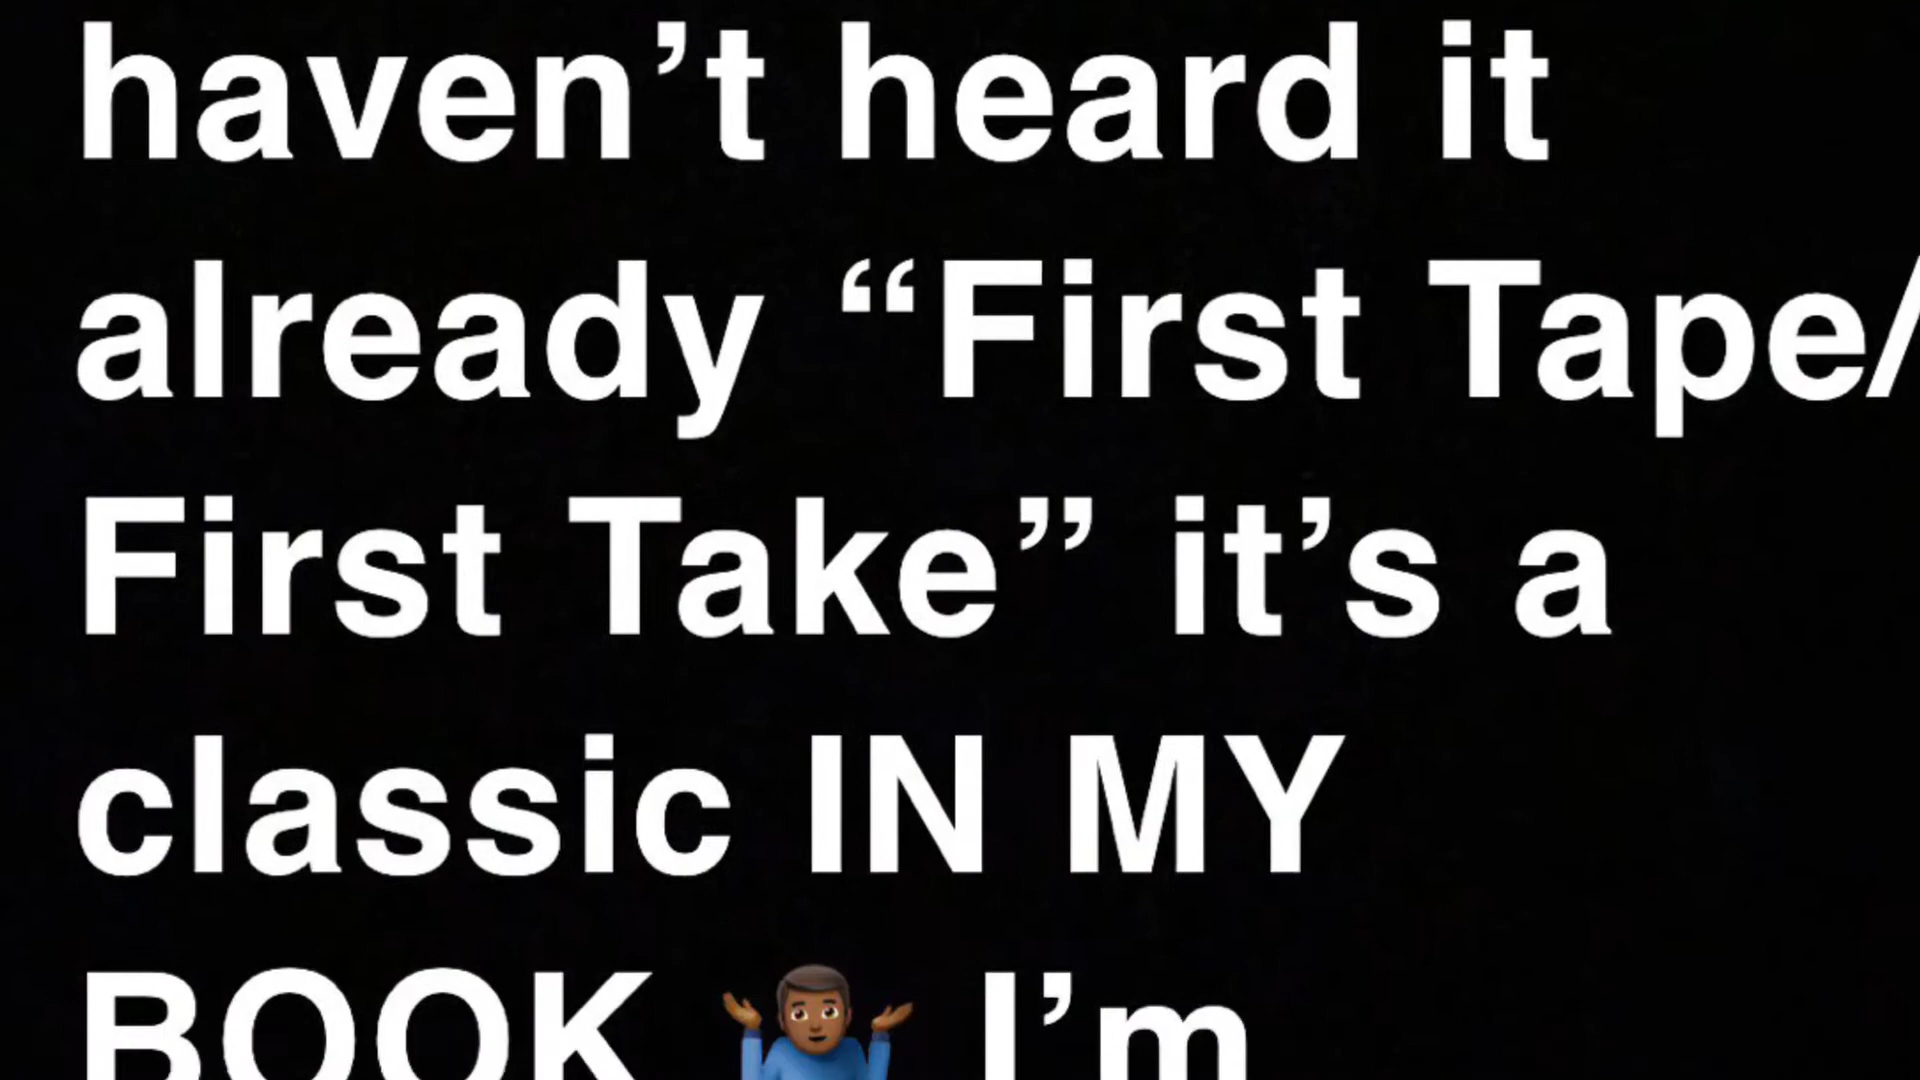 haven’t heard it
already “First Tape/
First Take” it’s a
classic IN MY
BOOK 🤷🏾‍♂️ I’m